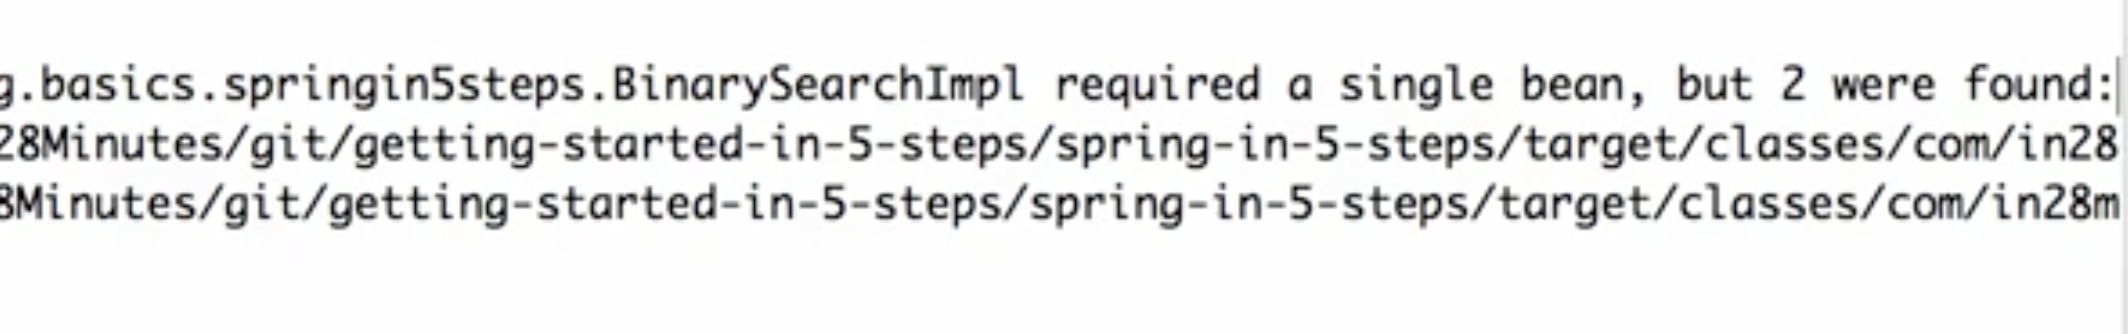 g.basics.springin5steps.BinarySearchImpl required a single bean, but 2 were found:
28Minutes/git/getting-started-in-5-steps/spring-in-5-steps/target/classes/com/in28
8Minutes/git/getting-started-in-5-steps/spring-in-5-steps/target/classes/com/in28m